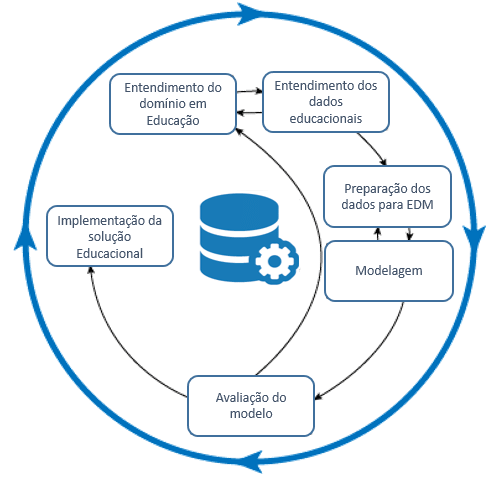 Entendimento do
domínio em
Educação
Entendimento dos
dados
educacionais
Preparação dos
dados para EDM
Modelagem
Avaliação do
modelo
Implementação da
solução
Educacional